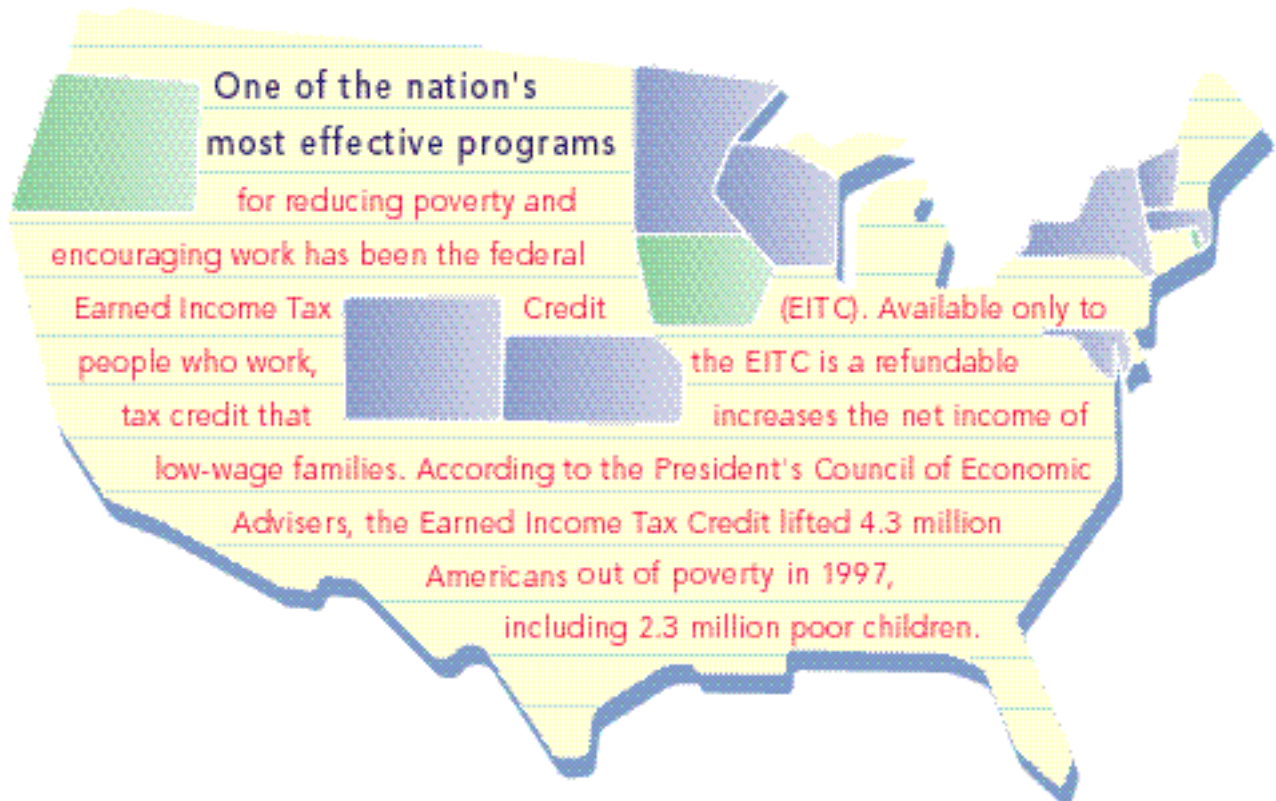 One of the nation's
most effective programs
for reducing poverty and
encouraging work has been the federal
Earned Income Tax Credit (EITC). Available only to
people who work, the EITC is a refundable
tax credit that increases the net income of
low-wage families. According to the President's Council of Economic
Advisers, the Earned Income Tax Credit lifted 4.3 million
Americans out of poverty in 1997,
including 2.3 million poor children.